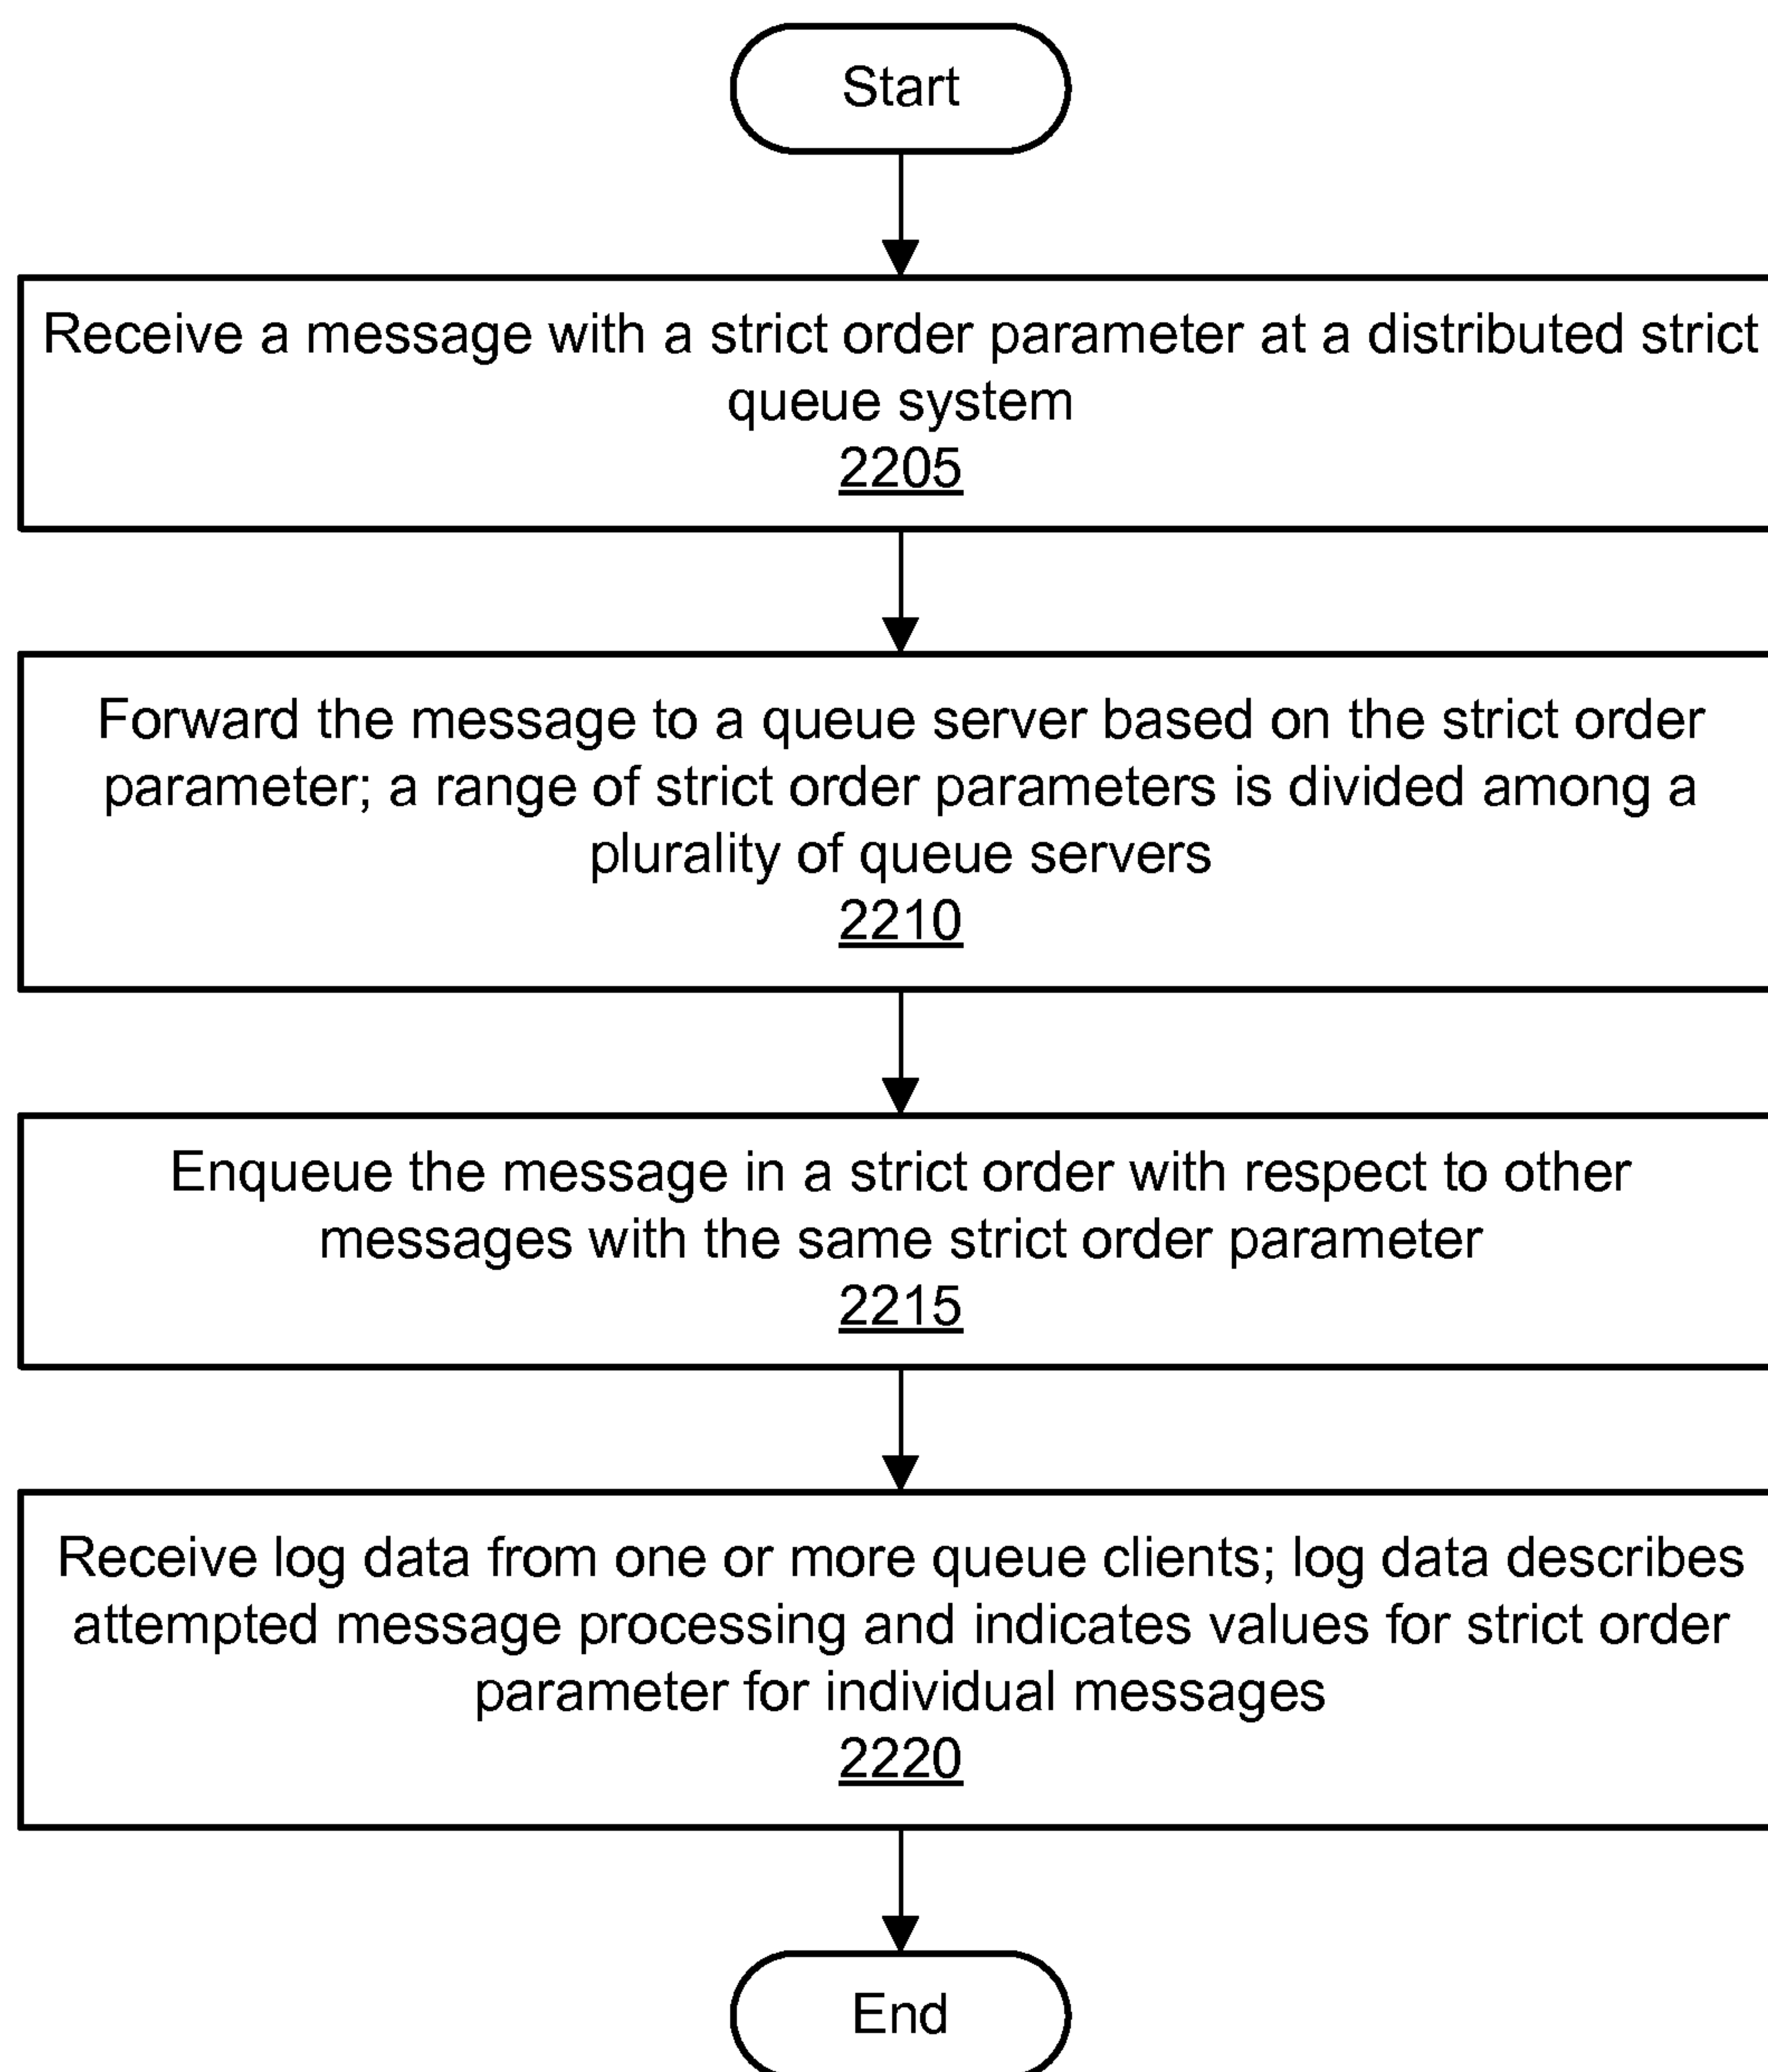 Start
Receive a message with a strict order parameter at a distributed strict
queue system
2205
Forward the message to a queue server based on the strict order
parameter; a range of strict order parameters is divided among a
plurality of queue servers
2210
Enqueue the message in a strict order with respect to other
messages with the same strict order parameter
2215
Receive log data from one or more queue clients; log data describes
attempted message processing and indicates values for strict order
parameter for individual messages
2220
End